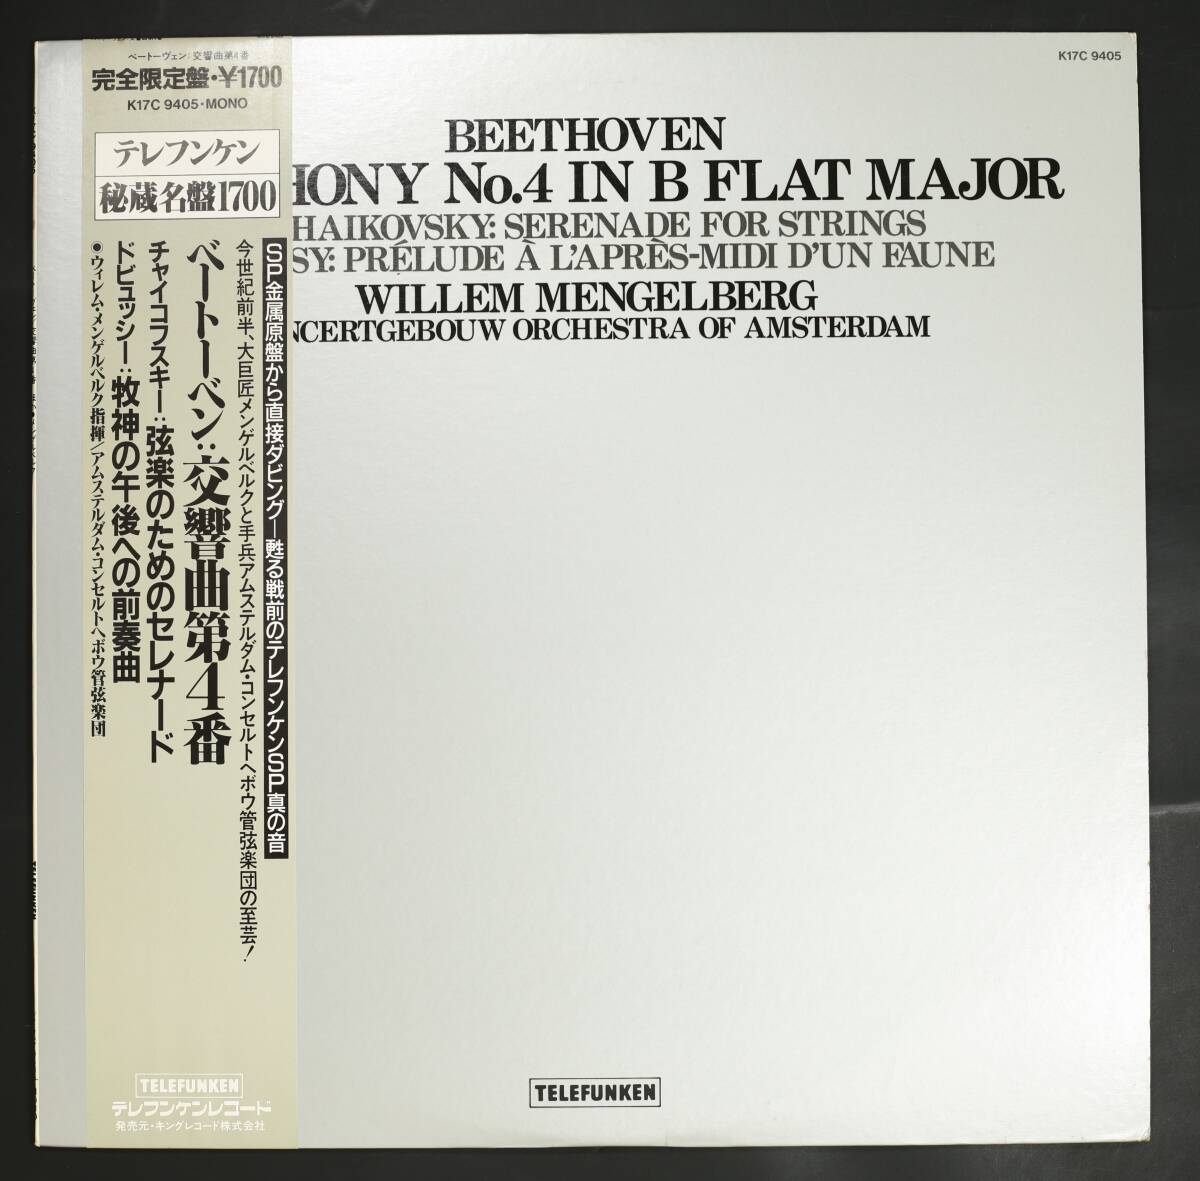 ベートーヴェン:交響曲第4番
完全限定盤・¥1700
K17C 9405・MONO
テレフンケン
秘蔵名盤1700
SP金属原盤から直接ダビング―甦る戦前のテレフンケンSP真の音
今世紀前半、大巨匠メンゲルベルクと手兵アムステルダム・コンセルトヘボウ管弦楽団の至芸!
ベートーベン:交響曲第4番
チャイコフスキー:弦楽のためのセレナード
ドビュッシー:牧神の午後への前奏曲
●ウィレム・メンゲルベルク指揮/アムステルダム・コンセルトヘボウ管弦楽団
TELEFUNKEN
テレフンケンレコード
発売元・キングレコード株式会社
K17C 9405
BEETHOVEN
HONY No.4 IN B FLAT MAJOR
HAIKOVSKY: SERENADE FOR STRINGS
SY: PRÉLUDE À L'APRÈS-MIDI D'UN FAUNE
WILLEM MENGELBERG
NCERTGEBOUW ORCHESTRA OF AMSTERDAM
TELEFUNKEN